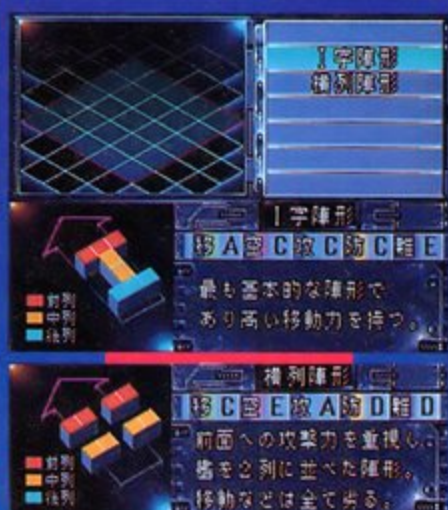 I字陣形
横列陣形
I字陣形
移A空C攻C防C雑E
最も基本的な陣形で
あり高い移動力を持つ。
前列
中列
後列
横列陣形
移C空E攻A防D雑D
前面への攻撃力を重視し、
艦を2列に並べた陣形。
移動などは全て劣る。
前列
中列
後列